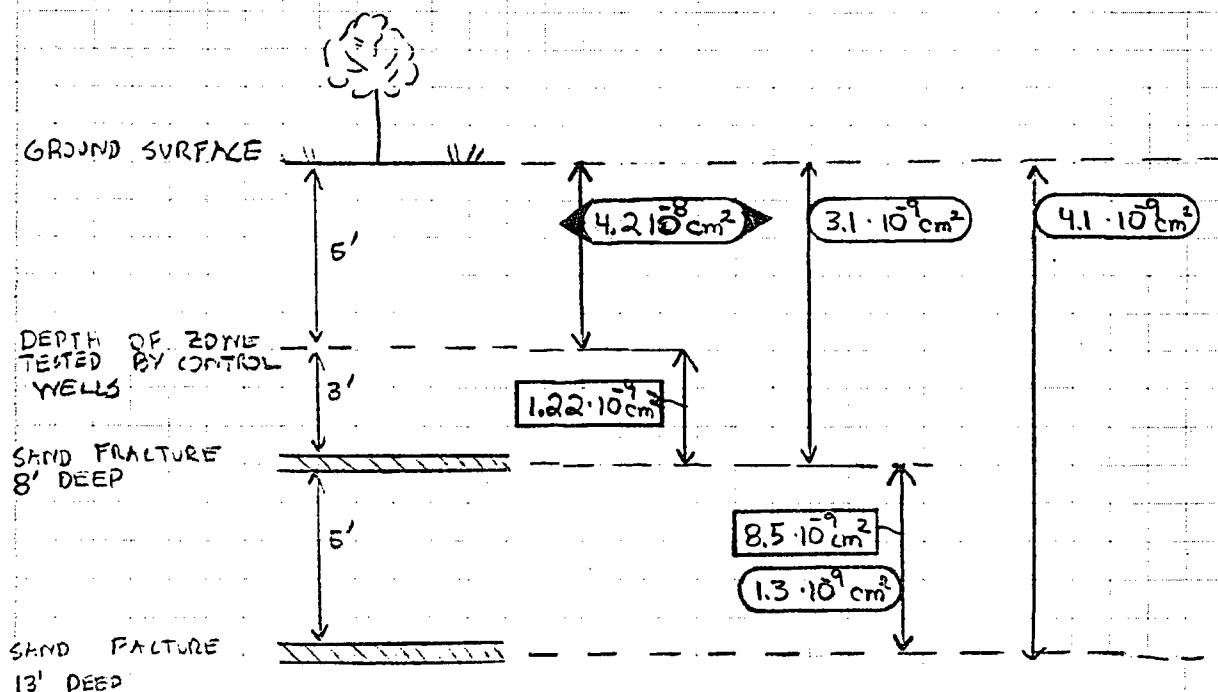 GROUND SURFACE
4.2 10⁻⁸ cm²
3.1 · 10⁻⁹ cm²
4.1 · 10⁻⁹ cm²
5'
DEPTH OF ZONE
TESTED BY CONTROL
WELLS
3'
1.22 · 10⁻⁹ cm²
SAND FRACTURE
8' DEEP
5'
8.5 · 10⁻⁹ cm²
1.3 · 10⁻⁹ cm²
SAND FACTURE
13' DEEP